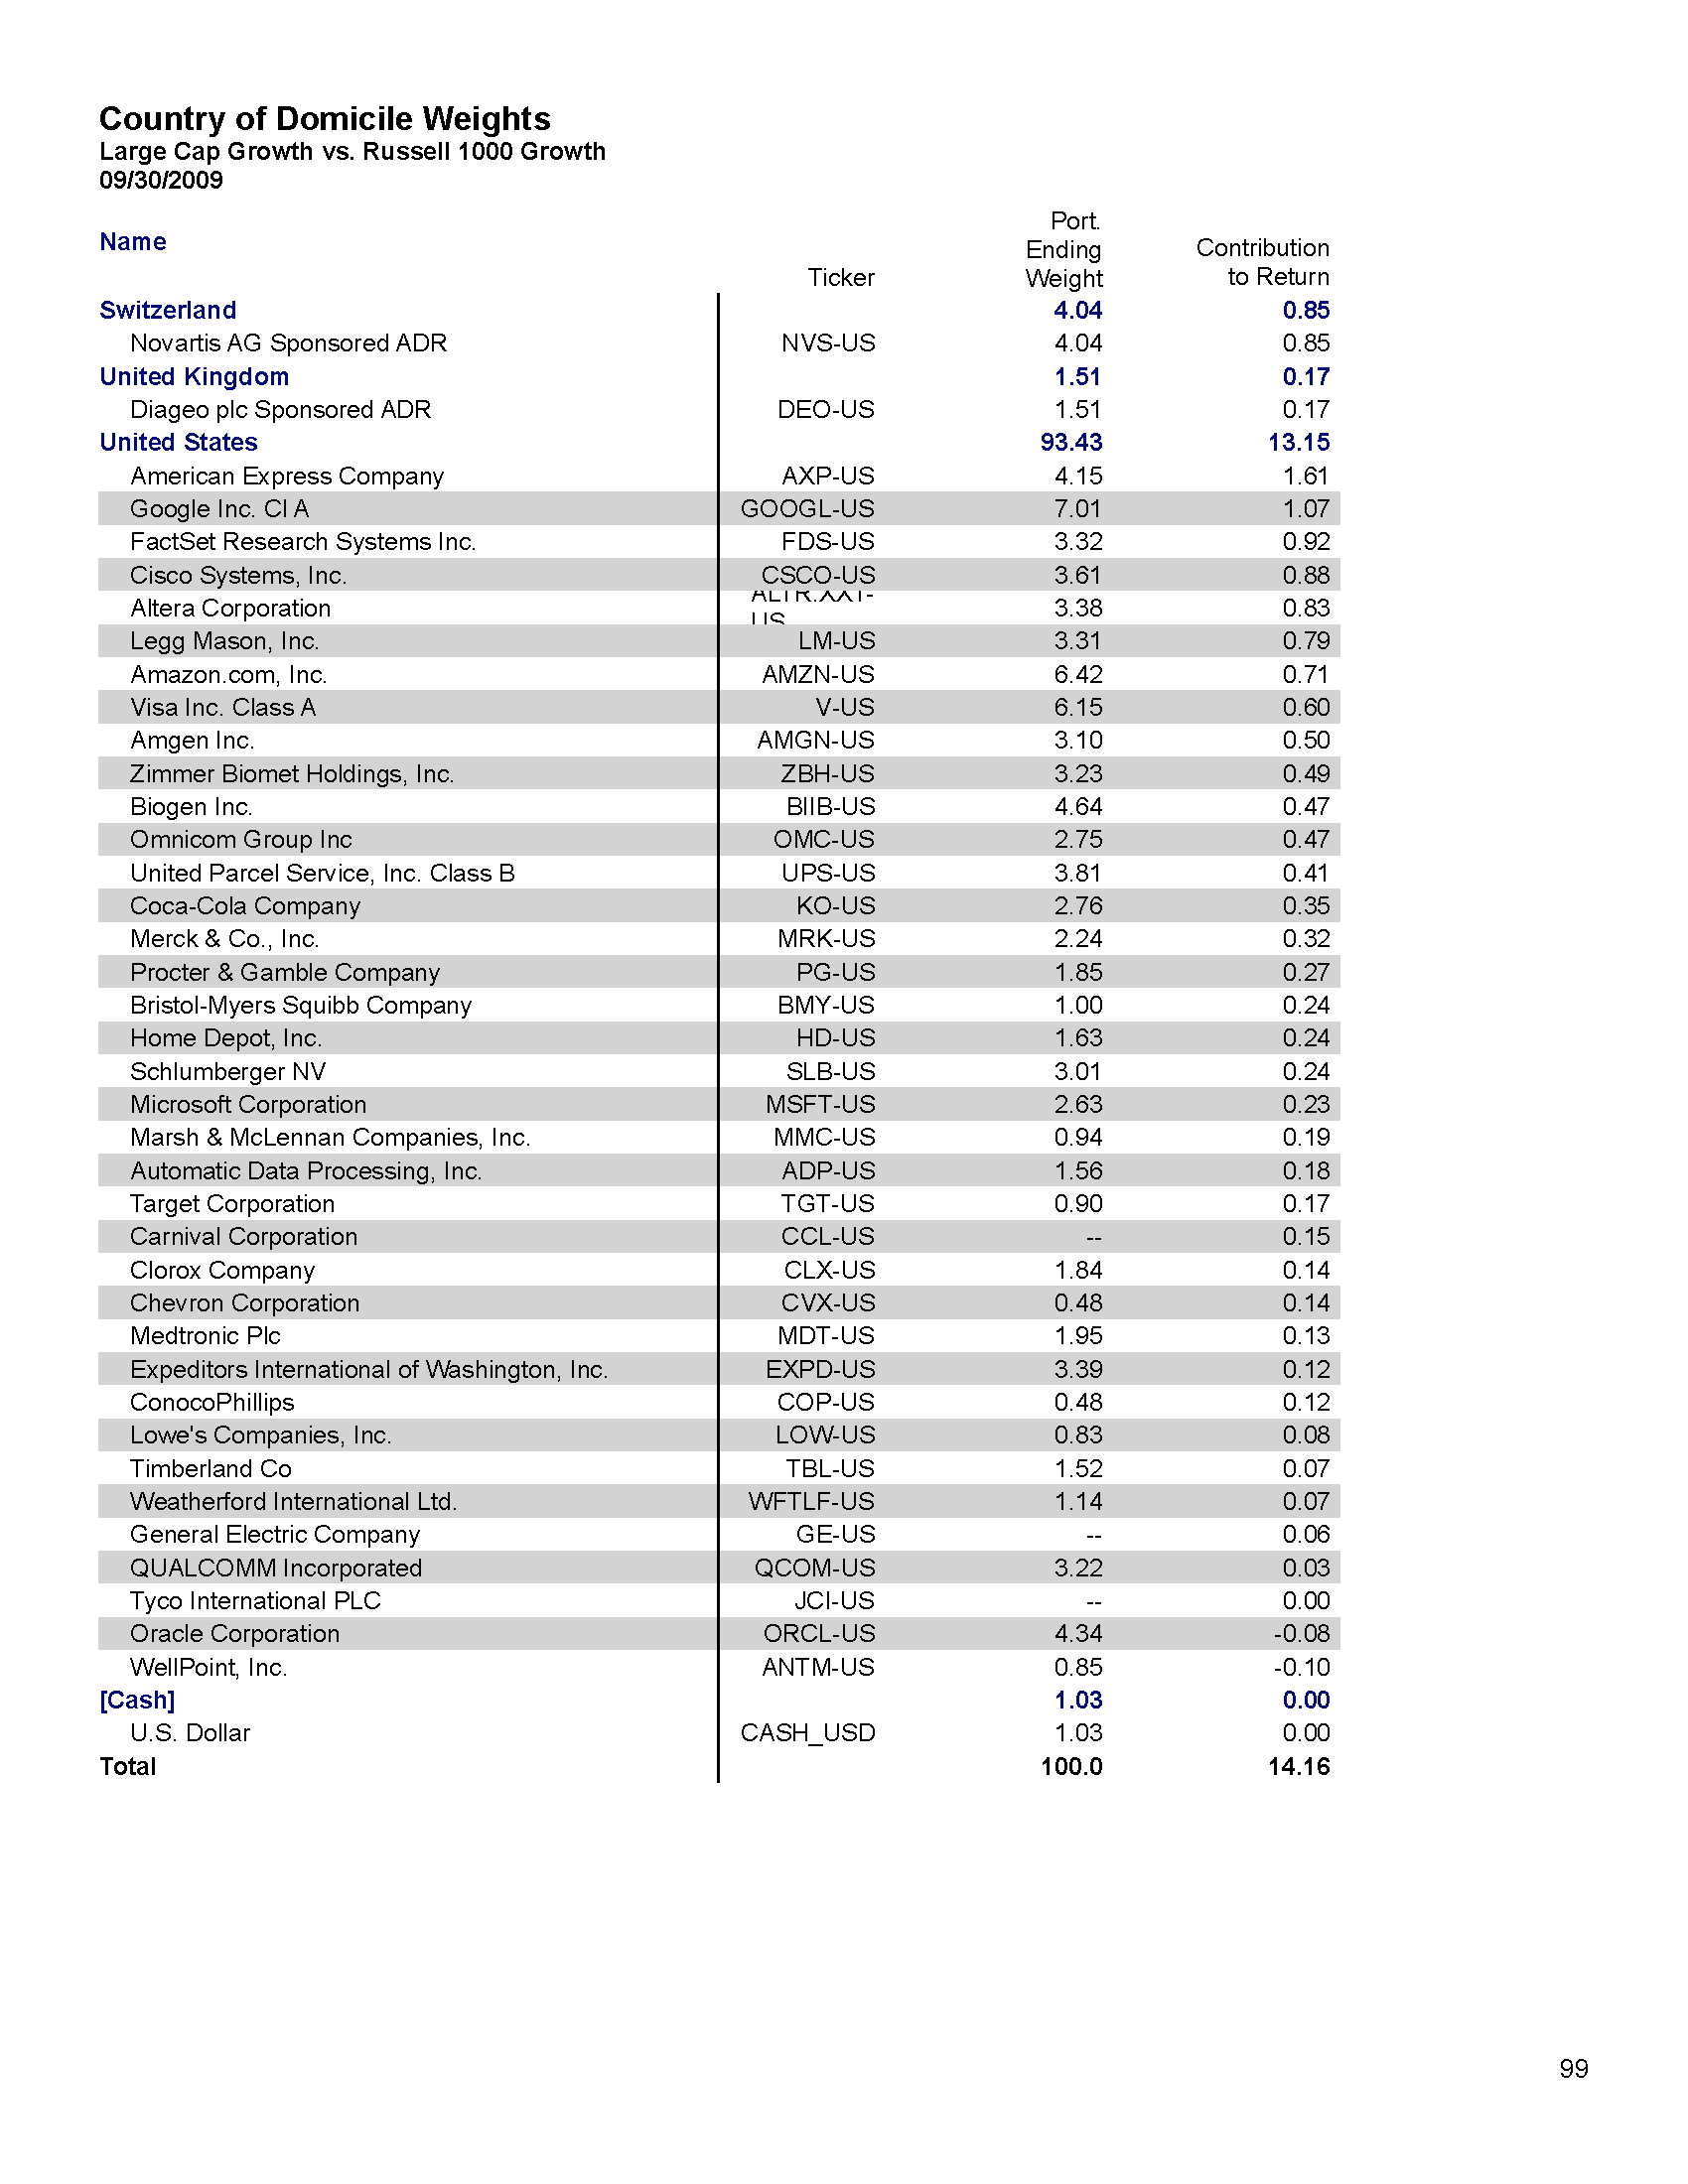 Country of Domicile Weights
Large Cap Growth vs. Russell 1000 Growth
09/30/2009
Name Ticker Port. Ending Weight Contribution to Return
Switzerland 4.04 0.85
Novartis AG Sponsored ADR NVS-US 4.04 0.85
United Kingdom 1.51 0.17
Diageo plc Sponsored ADR DEO-US 1.51 0.17
United States 93.43 13.15
American Express Company AXP-US 4.15 1.61
Google Inc. Cl A GOOGL-US 7.01 1.07
FactSet Research Systems Inc. FDS-US 3.32 0.92
Cisco Systems, Inc. CSCO-US 3.61 0.88
Altera Corporation 3.38 0.83
Legg Mason, Inc. LM-US 3.31 0.79
Amazon.com, Inc. AMZN-US 6.42 0.71
Visa Inc. Class A V-US 6.15 0.60
Amgen Inc. AMGN-US 3.10 0.50
Zimmer Biomet Holdings, Inc. ZBH-US 3.23 0.49
Biogen Inc. BIIB-US 4.64 0.47
Omnicom Group Inc OMC-US 2.75 0.47
United Parcel Service, Inc. Class B UPS-US 3.81 0.41
Coca-Cola Company KO-US 2.76 0.35
Merck & Co., Inc. MRK-US 2.24 0.32
Procter & Gamble Company PG-US 1.85 0.27
Bristol-Myers Squibb Company BMY-US 1.00 0.24
Home Depot, Inc. HD-US 1.63 0.24
Schlumberger NV SLB-US 3.01 0.24
Microsoft Corporation MSFT-US 2.63 0.23
Marsh & McLennan Companies, Inc. MMC-US 0.94 0.19
Automatic Data Processing, Inc. ADP-US 1.56 0.18
Target Corporation TGT-US 0.90 0.17
Carnival Corporation CCL-US -- 0.15
Clorox Company CLX-US 1.84 0.14
Chevron Corporation CVX-US 0.48 0.14
Medtronic Plc MDT-US 1.95 0.13
Expeditors International of Washington, Inc. EXPD-US 3.39 0.12
ConocoPhillips COP-US 0.48 0.12
Lowe's Companies, Inc. LOW-US 0.83 0.08
Timberland Co TBL-US 1.52 0.07
Weatherford International Ltd. WFTLF-US 1.14 0.07
General Electric Company GE-US -- 0.06
QUALCOMM Incorporated QCOM-US 3.22 0.03
Tyco International PLC JCI-US -- 0.00
Oracle Corporation ORCL-US 4.34 -0.08
WellPoint, Inc. ANTM-US 0.85 -0.10
[Cash] 1.03 0.00
U.S. Dollar CASH_USD 1.03 0.00
Total 100.0 14.16
99